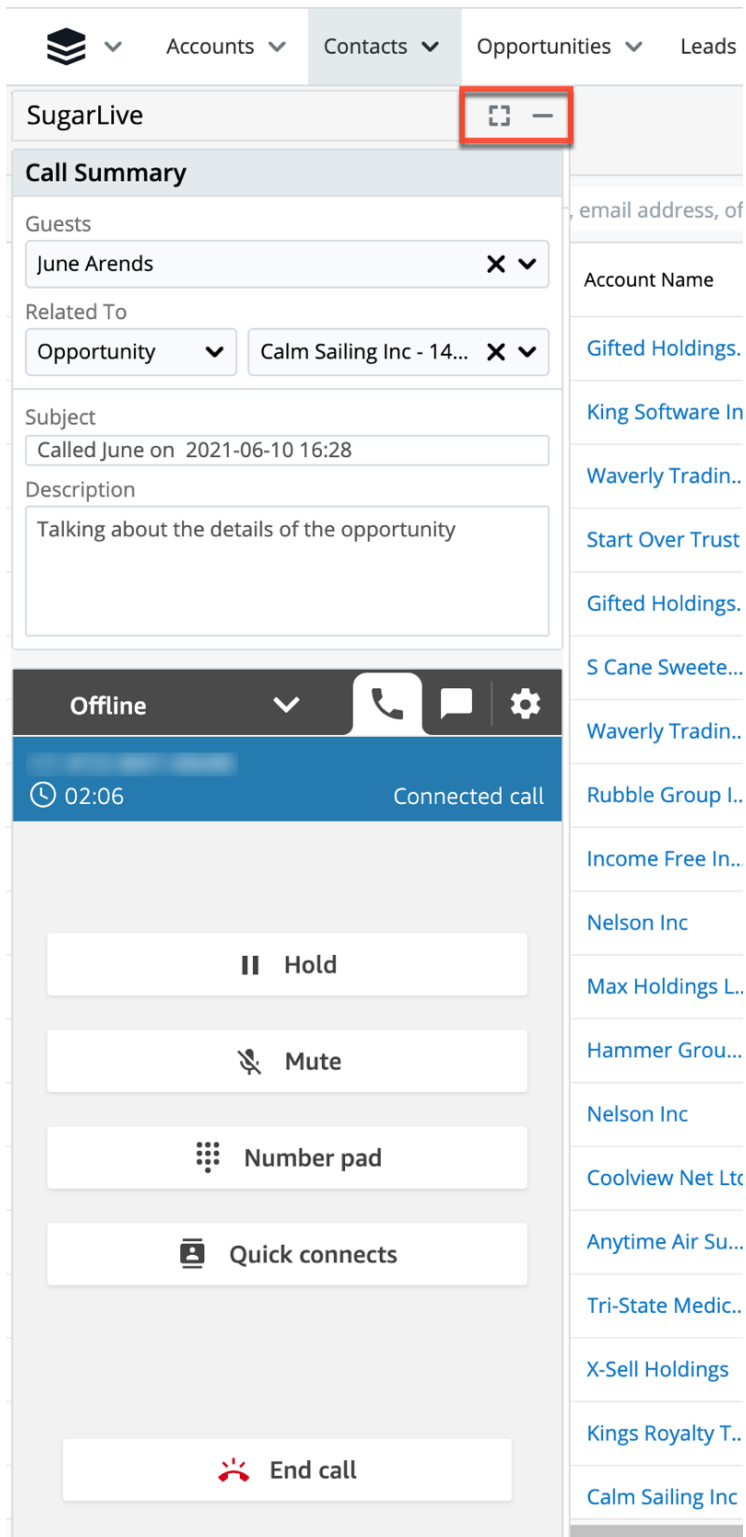 Accounts Contacts Opportunities Leads
SugarLive
Call Summary
Guests
, email address, of
June Arends
Account Name
Related To
Opportunity Calm Sailing Inc - 14...
Gifted Holdings.
King Software In
Subject
Called June on 2021-06-10 16:28
Waverly Tradin..
Description
Talking about the details of the opportunity
Start Over Trust
Gifted Holdings.
S Cane Sweete...
Offline
Waverly Tradin..
02:06 Connected call
Rubble Group I..
Income Free In...
Nelson Inc
Hold
Max Holdings L..
Mute
Hammer Grou...
Nelson Inc
Number pad
Coolview Net Ltd
Quick connects
Anytime Air Su...
Tri-State Medic..
X-Sell Holdings
Kings Royalty T..
End call
Calm Sailing Inc